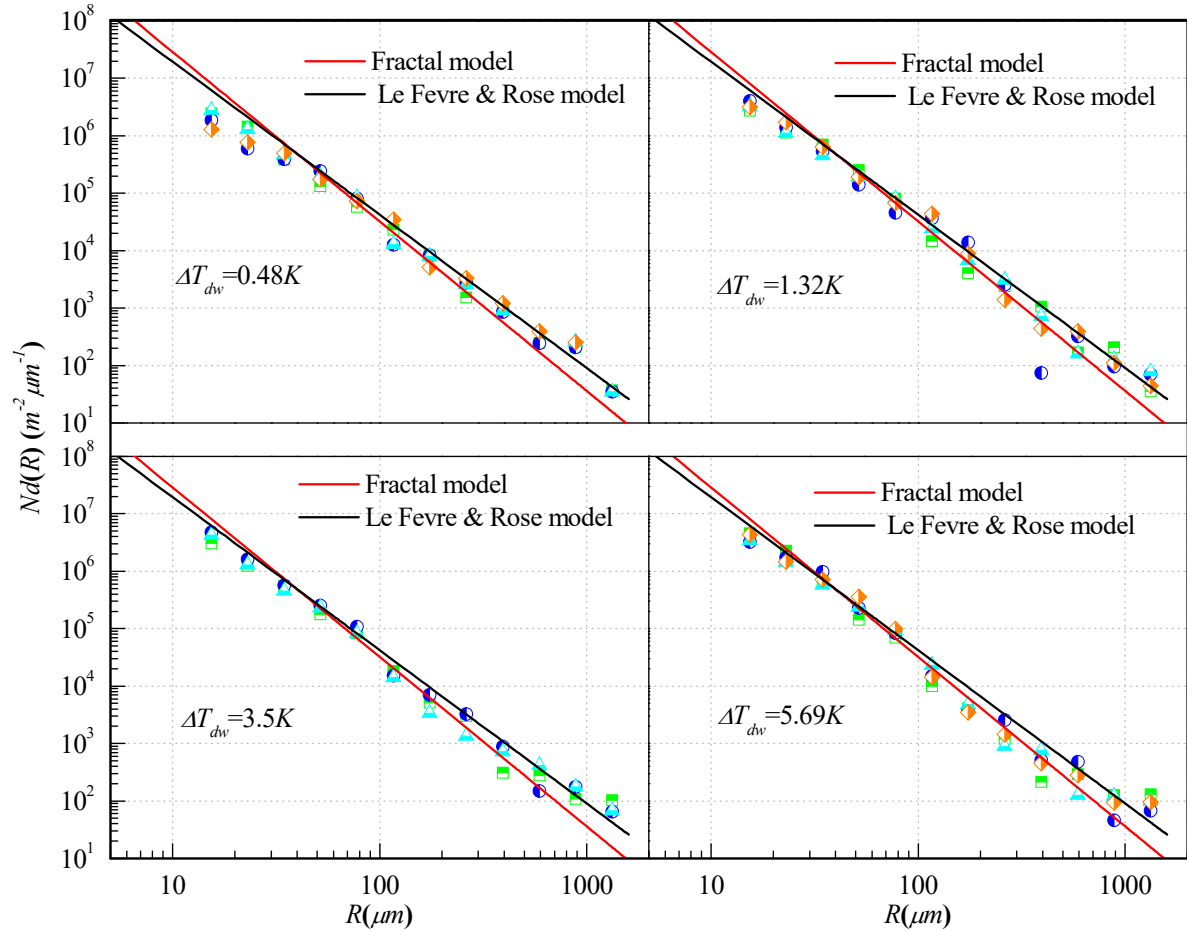 10^8
10^7
10^6
10^5
10^4
10^3
10^2
10^1
Fractal model
Le Fevre & Rose model
ΔT_dw=0.48K
Fractal model
Le Fevre & Rose model
ΔT_dw=1.32K
Nd(R) (m^-2 μm^-1)
10^8
10^7
10^6
10^5
10^4
10^3
10^2
10^1
Fractal model
Le Fevre & Rose model
ΔT_dw=3.5K
Fractal model
Le Fevre & Rose model
ΔT_dw=5.69K
10 100 1000 10 100 1000
R(μm) R(μm)